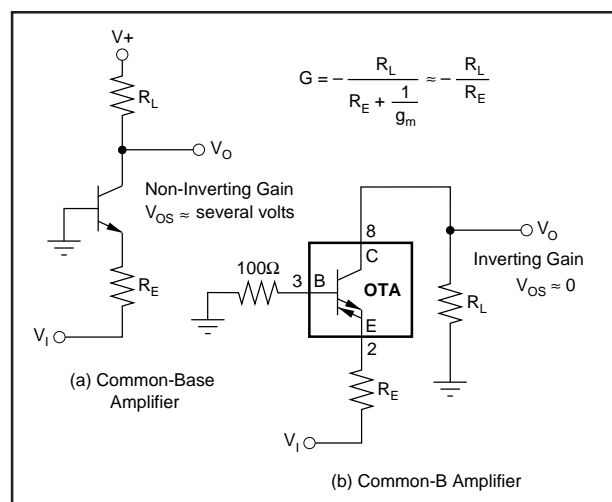 V+
R_L
V_O
Non-Inverting Gain
V_OS ≈ several volts
R_E
V_I
(a) Common-Base
Amplifier
G = − R_L / (R_E + 1/g_m) ≈ − R_L / R_E
8
C
V_O
Inverting Gain
V_OS ≈ 0
100Ω
3
B
OTA
R_L
E
2
R_E
V_I
(b) Common-B Amplifier